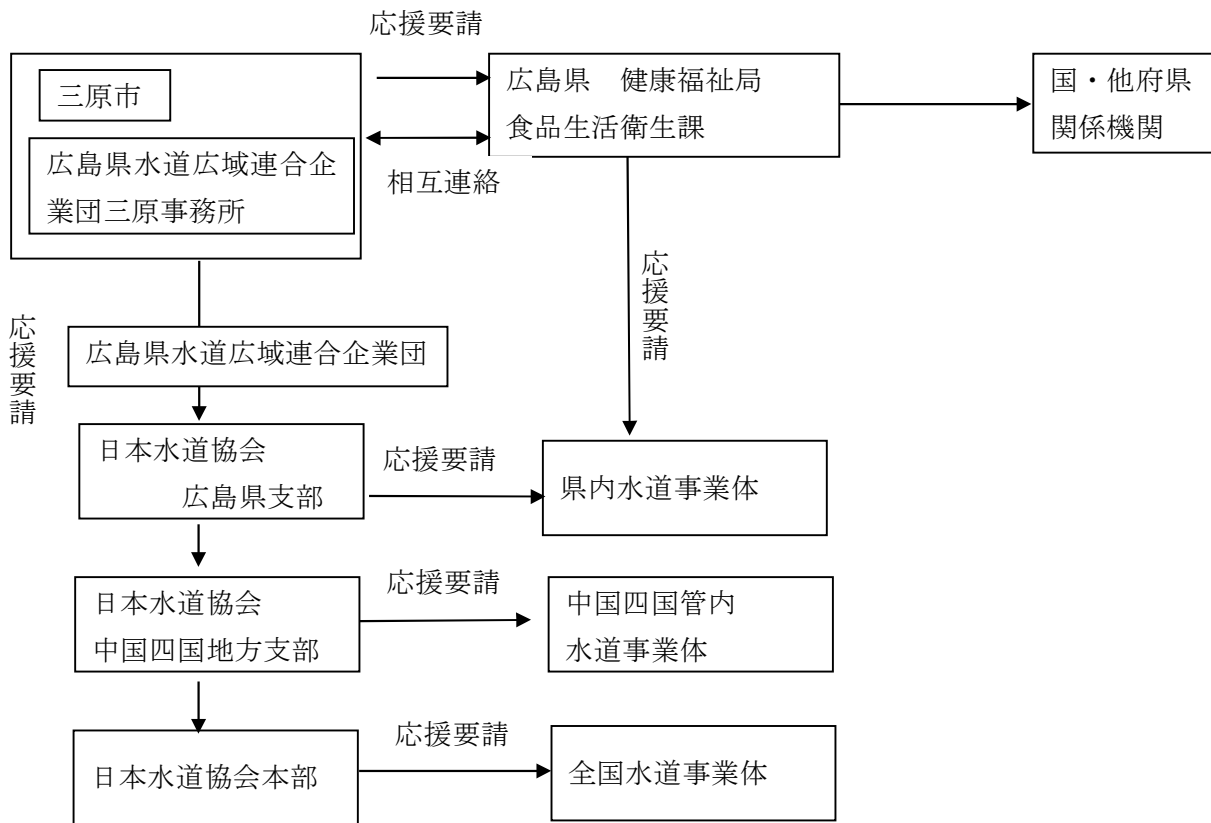 応援要請
三原市
広島県水道広域連合企
業団三原事務所
広島県　健康福祉局
食品生活衛生課
国・他府県
関係機関
相互連絡
応援要請
応援要請
広島県水道広域連合企業団
日本水道協会
広島県支部
応援要請
県内水道事業体
日本水道協会
中国四国地方支部
応援要請
中国四国管内
水道事業体
日本水道協会本部
応援要請
全国水道事業体